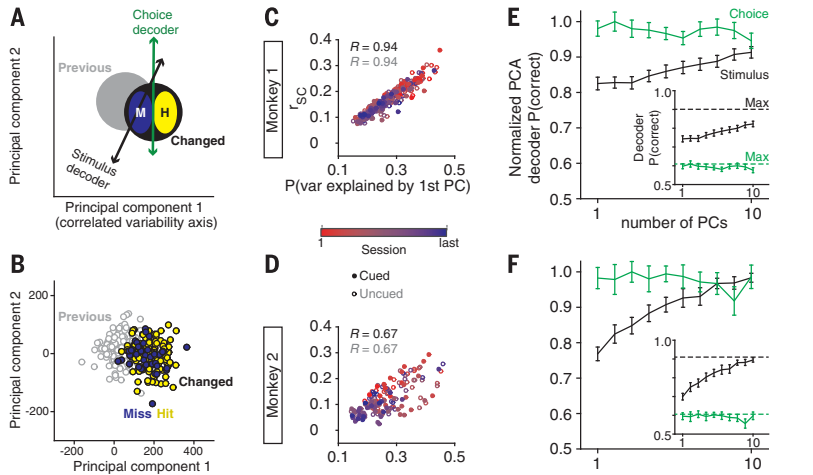 A
Choice
decoder
Previous
M
H
Changed
Stimulus
decoder
Principal component 2
Principal component 1
(correlated variability axis)
B
200
0
-200
Previous
Changed
Miss Hit
-200
0
200
400
Principal component 1
Principal component 2
C
Monkey 1
0.4
0.3
0.2
0.1
0
R = 0.94
R = 0.94
rSC
0.1
0.3
0.5
P(var explained by 1st PC)
1
last
Session
D
Cued
Uncued
Monkey 2
0.4
0.3
0.2
0.1
0
R = 0.67
R = 0.67
0.1
0.3
0.5
E
1.0
0.9
0.8
0.7
0.6
0.5
Normalized PCA
decoder P(correct)
Choice
Stimulus
1.0
0.5
Decoder
P(correct)
Max
Max
1
10
1
10
number of PCs
F
1.0
0.9
0.8
0.7
0.6
0.5
1.0
0.5
1
10
1
10